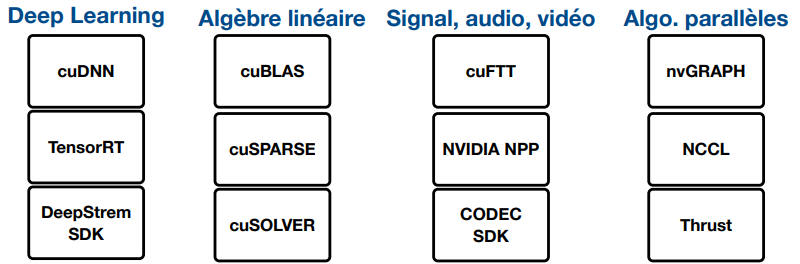 Deep Learning
Algèbre linéaire
Signal, audio, vidéo
Algo. parallèles
cuDNN
cuBLAS
cuFTT
nvGRAPH
TensorRT
cuSPARSE
NVIDIA NPP
NCCL
DeepStrem
SDK
cuSOLVER
CODEC
SDK
Thrust